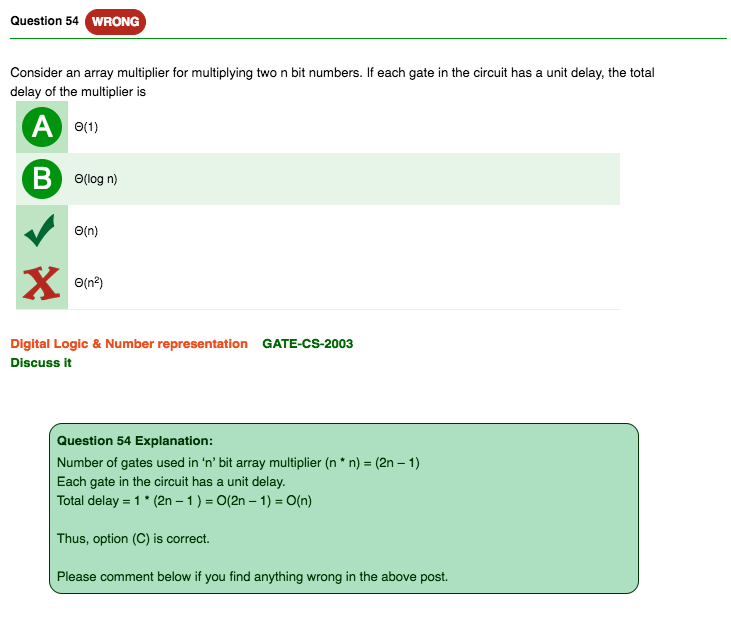 Question 54 WRONG
Consider an array multiplier for multiplying two n bit numbers. If each gate in the circuit has a unit delay, the total
delay of the multiplier is
A Θ(1)
B Θ(log n)
Θ(n)
Θ(n²)
Digital Logic & Number representation GATE-CS-2003
Discuss it
Question 54 Explanation:
Number of gates used in ‘n’ bit array multiplier (n * n) = (2n – 1)
Each gate in the circuit has a unit delay.
Total delay = 1 * (2n – 1 ) = O(2n – 1) = O(n)
Thus, option (C) is correct.
Please comment below if you find anything wrong in the above post.